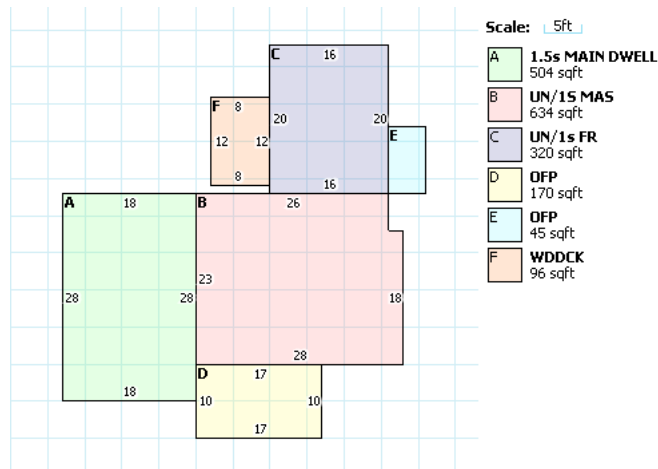 Scale: 5ft
A 1.5s MAIN DWELL
504 sqft
B UN/1S MAS
634 sqft
C UN/1s FR
320 sqft
D OFP
170 sqft
E OFP
45 sqft
F WDDCK
96 sqft
C 16
F 8
20 20
E
12 12
8
16
A 18 B 26
23
28 28 18
28
D 17
18
10 10
17